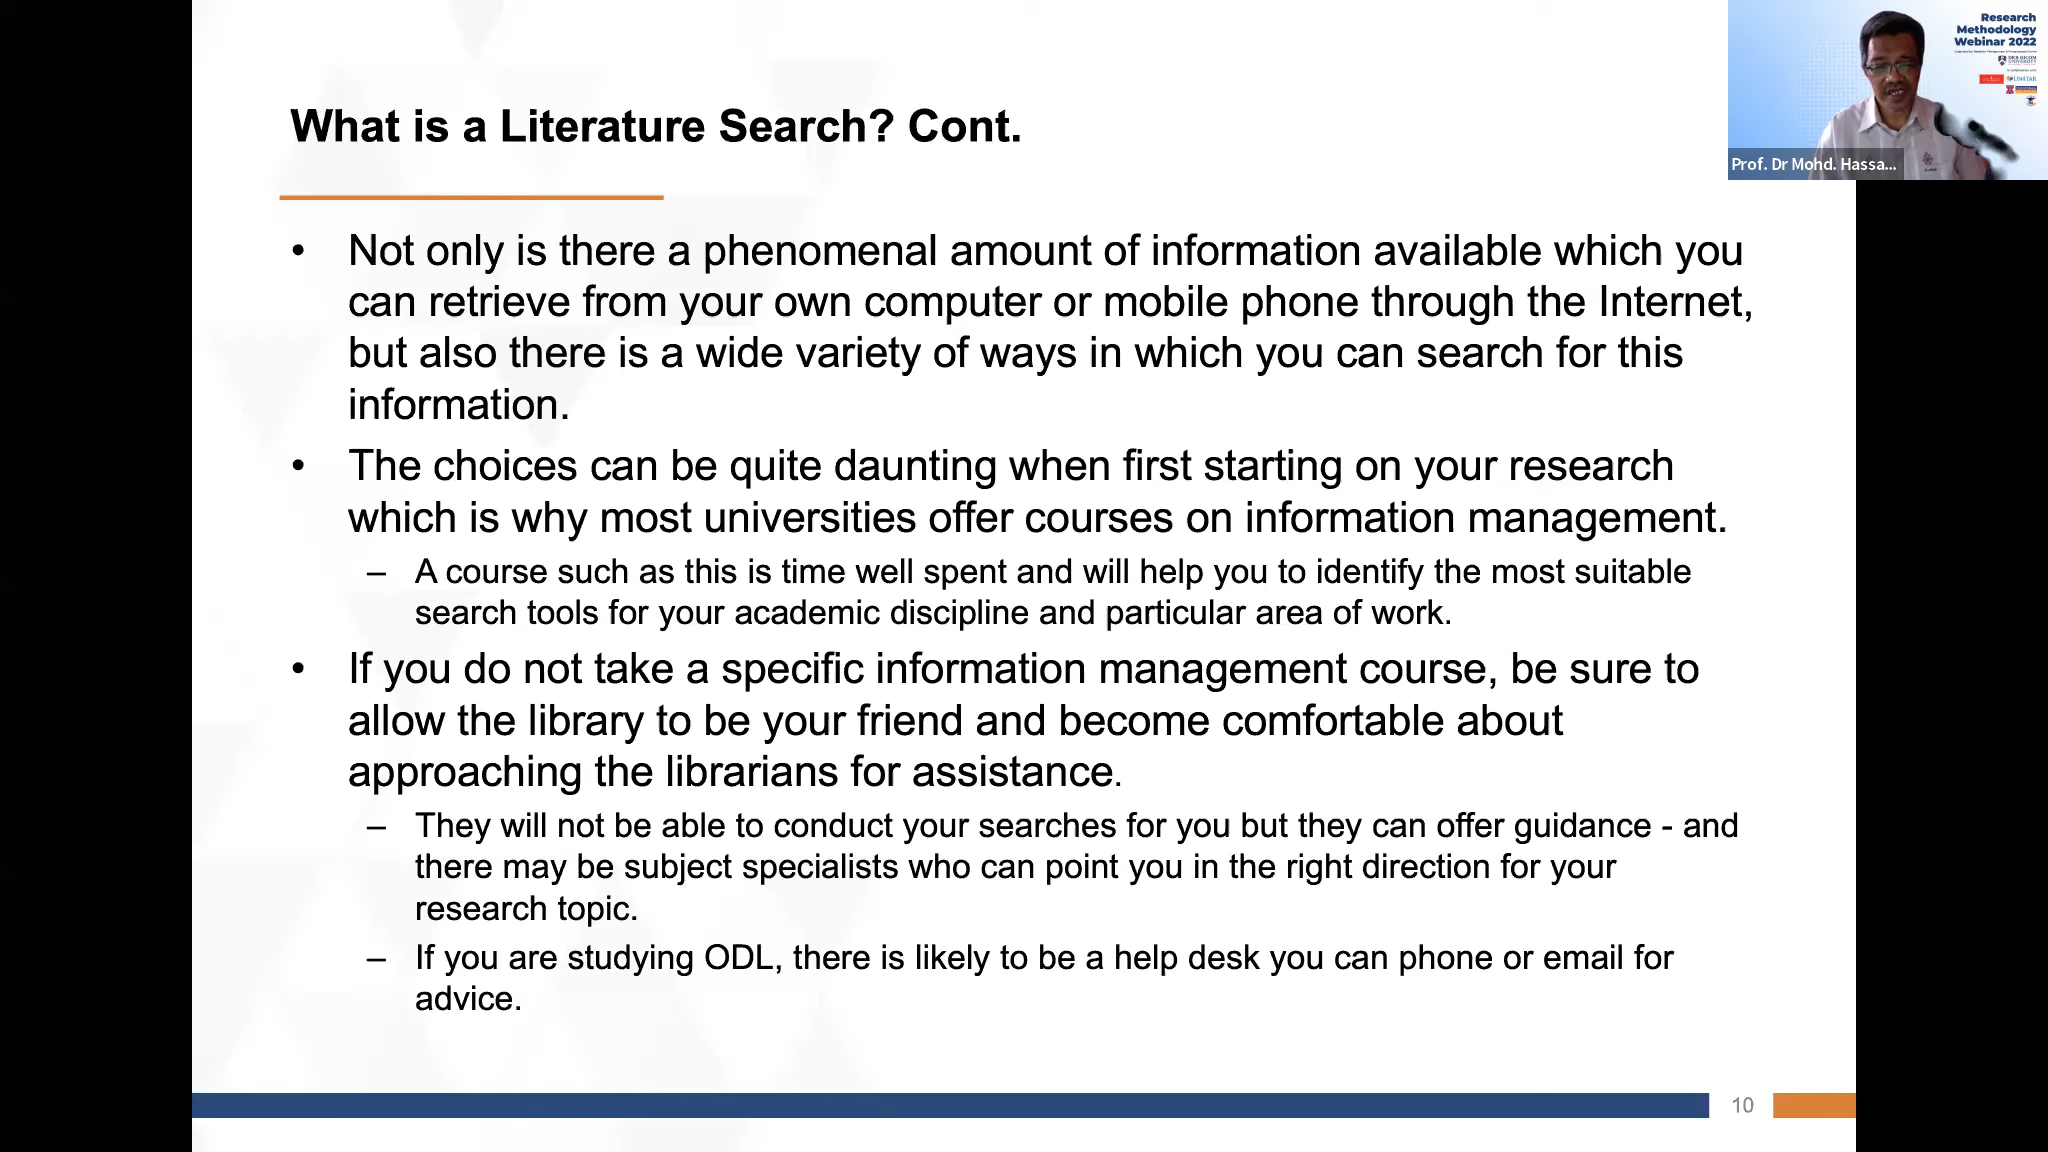 Research
Methodology
Webinar 2022
UNITAR
Prof. Dr Mohd. Hassa...
What is a Literature Search? Cont.
• Not only is there a phenomenal amount of information available which you
can retrieve from your own computer or mobile phone through the Internet,
but also there is a wide variety of ways in which you can search for this
information.
• The choices can be quite daunting when first starting on your research
which is why most universities offer courses on information management.
– A course such as this is time well spent and will help you to identify the most suitable
search tools for your academic discipline and particular area of work.
• If you do not take a specific information management course, be sure to
allow the library to be your friend and become comfortable about
approaching the librarians for assistance.
– They will not be able to conduct your searches for you but they can offer guidance - and
there may be subject specialists who can point you in the right direction for your
research topic.
– If you are studying ODL, there is likely to be a help desk you can phone or email for
advice.
10